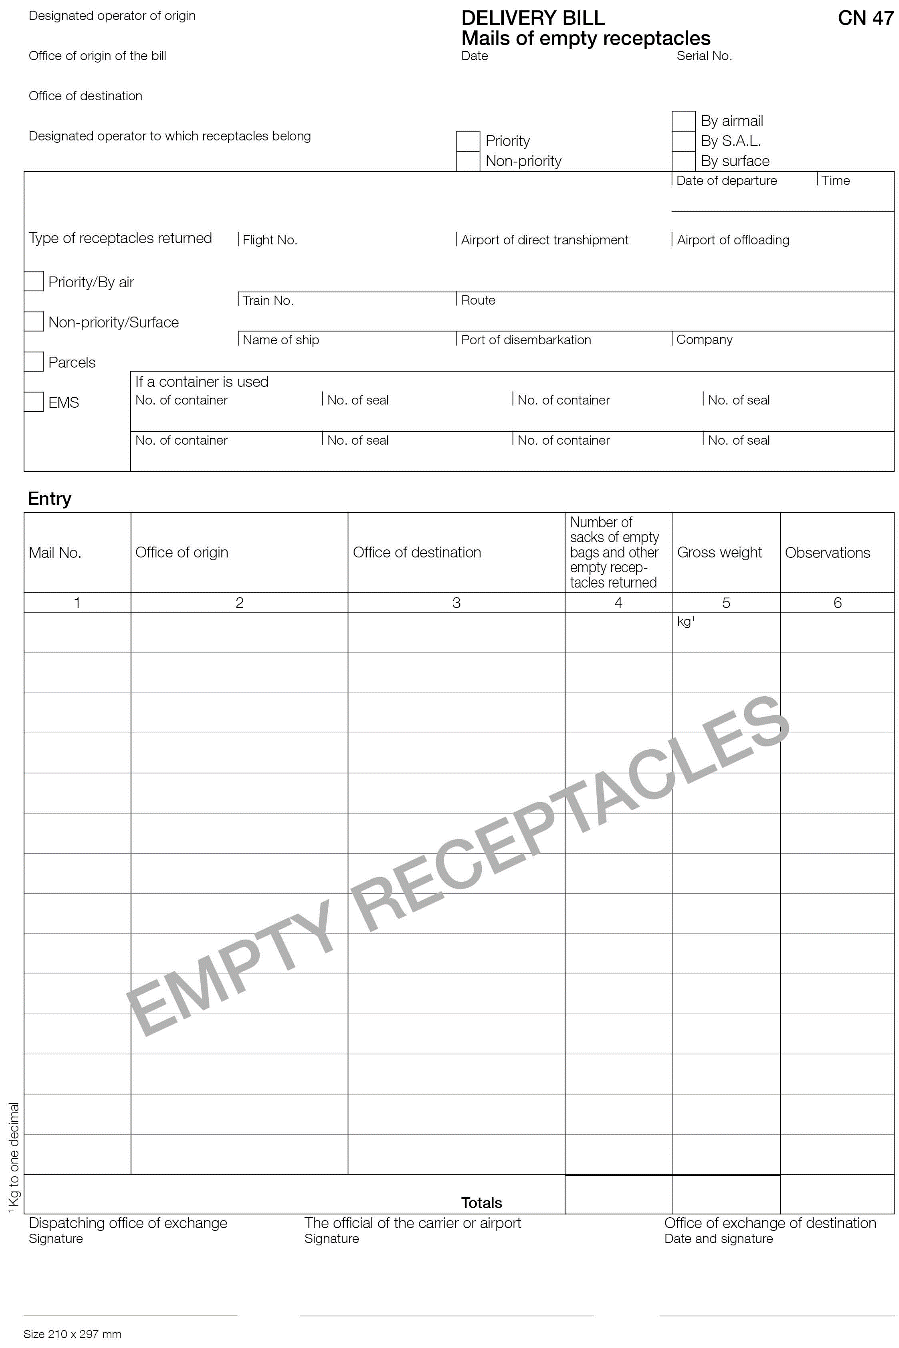 Designated operator of origin
DELIVERY BILL
CN 47
Mails of empty receptacles
Office of origin of the bill
Date
Serial No.
Office of destination
By airmail
Designated operator to which receptacles belong
Priority
By S.A.L.
Non-priority
By surface
Date of departure
Time
Type of receptacles returned
Flight No.
Airport of direct transhipment
Airport of offloading
Priority/By air
Train No.
Route
Non-priority/Surface
Name of ship
Port of disembarkation
Company
Parcels
If a container is used
EMS
No. of container
No. of seal
No. of container
No. of seal
No. of container
No. of seal
No. of container
No. of seal
Entry
Mail No.
Office of origin
Office of destination
Number of
sacks of empty
bags and other
empty recep-
tacles returned
Gross weight
Observations
1
2
3
4
5
6
kg¹
EMPTY RECEPTACLES
¹ Kg to one decimal
Totals
Dispatching office of exchange
Signature
The official of the carrier or airport
Signature
Office of exchange of destination
Date and signature
Size 210 x 297 mm